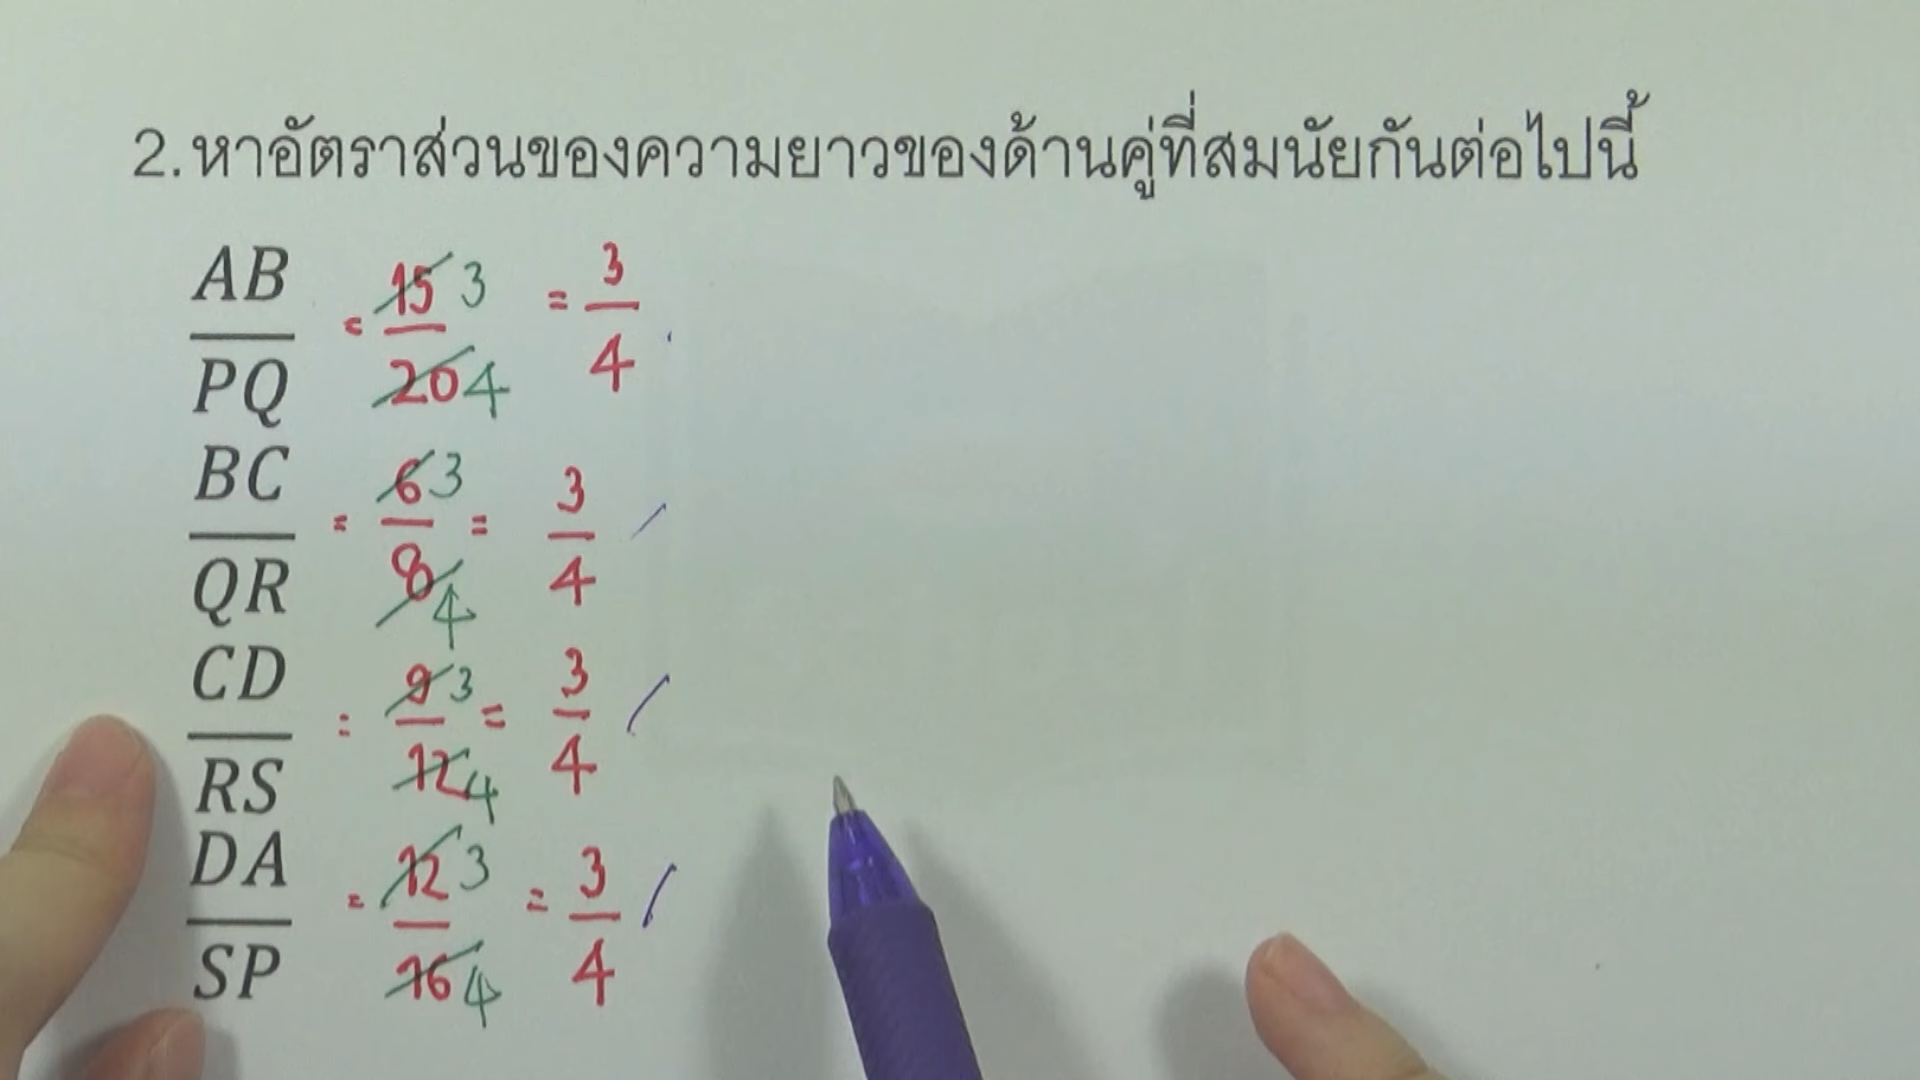 2. หาอัตราส่วนของความยาวของด้านคู่ที่สมนัยกันต่อไปนี้
AB/PQ = 15/20 3/4 = 3/4
BC/QR = 6/8 3/4 = 3/4
CD/RS = 9/12 3/4 = 3/4
DA/SP = 12/16 3/4 = 3/4